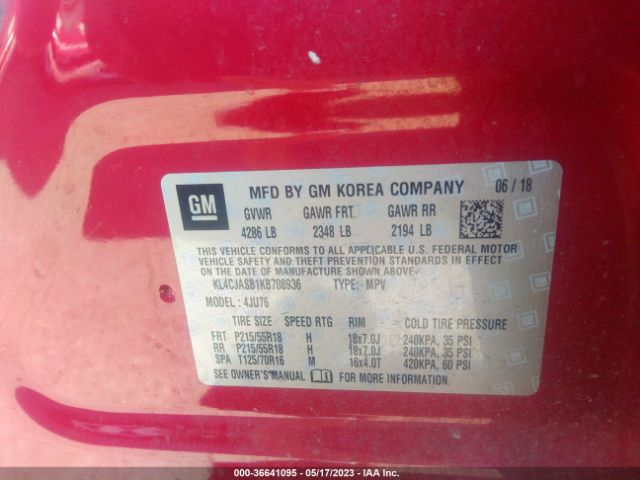 GM
MFD BY GM KOREA COMPANY 06 / 18
GVWR GAWR FRT GAWR RR
4286 LB 2348 LB 2194 LB
THIS VEHICLE CONFORMS TO ALL APPLICABLE U.S. FEDERAL MOTOR
VEHICLE SAFETY, BUMPER, AND THEFT PREVENTION STANDARDS IN EFFECT
ON THE DATE OF MANUFACTURE SHOWN ABOVE.
KL4CJASB1KB708936 TYPE: MPV
MODEL : 4JU76
TIRE SIZE SPEED RTG RIM COLD TIRE PRESSURE
FRT P215/55R18 H 18x7.0J 240KPA, 35 PSI
RR P215/55R18 H 18x7.0J 240KPA, 35 PSI
SPA T125/70R16 M 16x4.0T 420KPA, 60 PSI
SEE OWNER'S MANUAL FOR MORE INFORMATION.
000-36641095 - 05/17/2023 - IAA Inc.